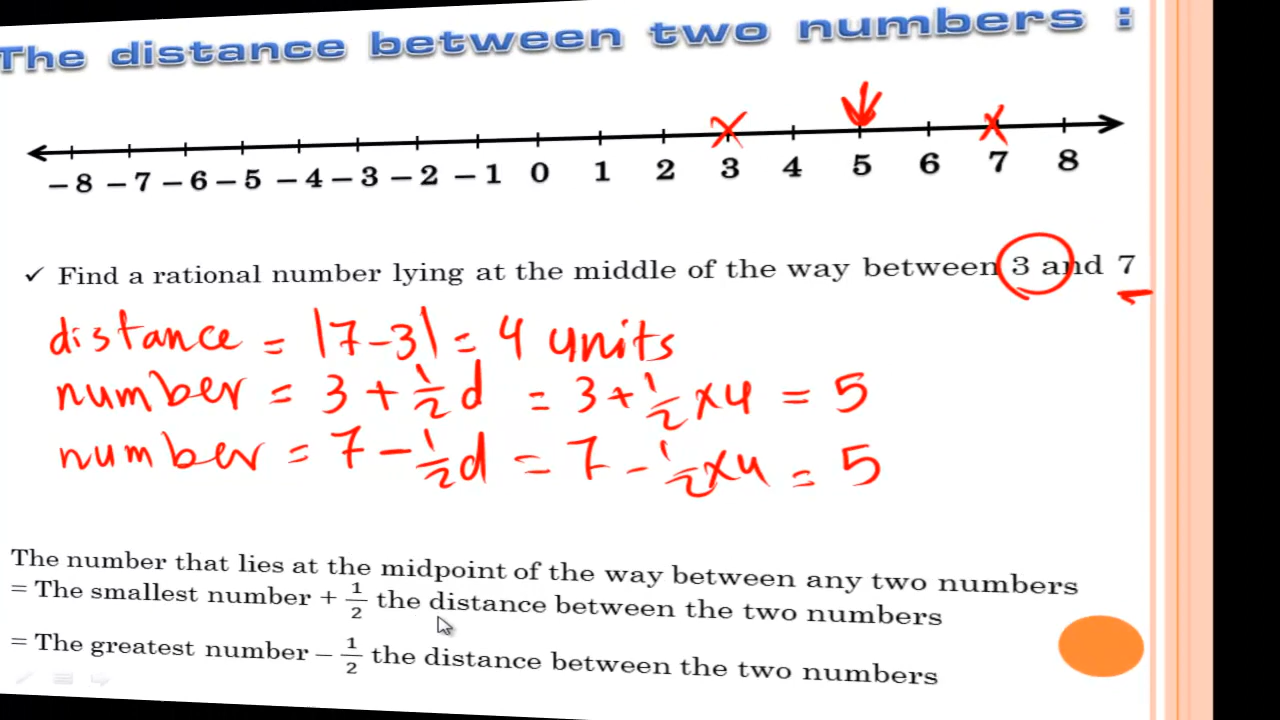 The distance between two numbers :
−8 −7 −6 −5 −4 −3 −2 −1 0 1 2 3 4 5 6 7 8
✓ Find a rational number lying at the middle of the way between 3 and 7
distance = |7-3| = 4 units
number = 3 + 1/2 d = 3 + 1/2 × 4 = 5
number = 7 - 1/2 d = 7 - 1/2 × 4 = 5
The number that lies at the midpoint of the way between any two numbers
= The smallest number + 1/2 the distance between the two numbers
= The greatest number − 1/2 the distance between the two numbers